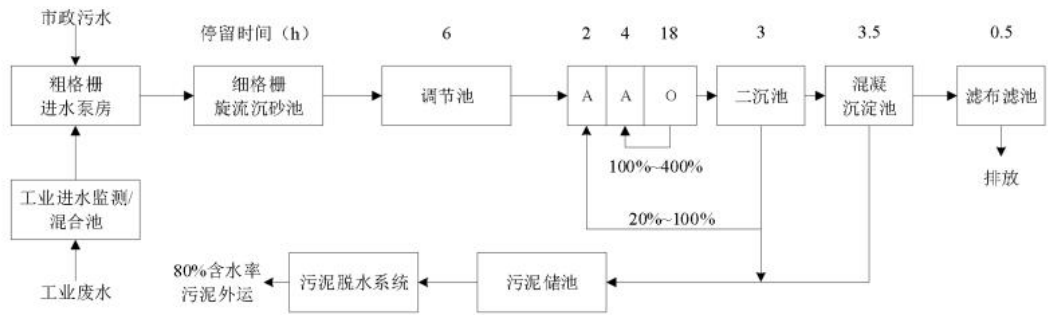 市政污水
停留时间（h） 6 2 4 18 3 3.5 0.5
粗格栅
进水泵房
细格栅
旋流沉砂池
调节池
A A O
二沉池
混凝
沉淀池
滤布滤池
100%~400%
排放
工业进水监测/
混合池
20%~100%
80%含水率
污泥外运
污泥脱水系统
污泥储池
工业废水